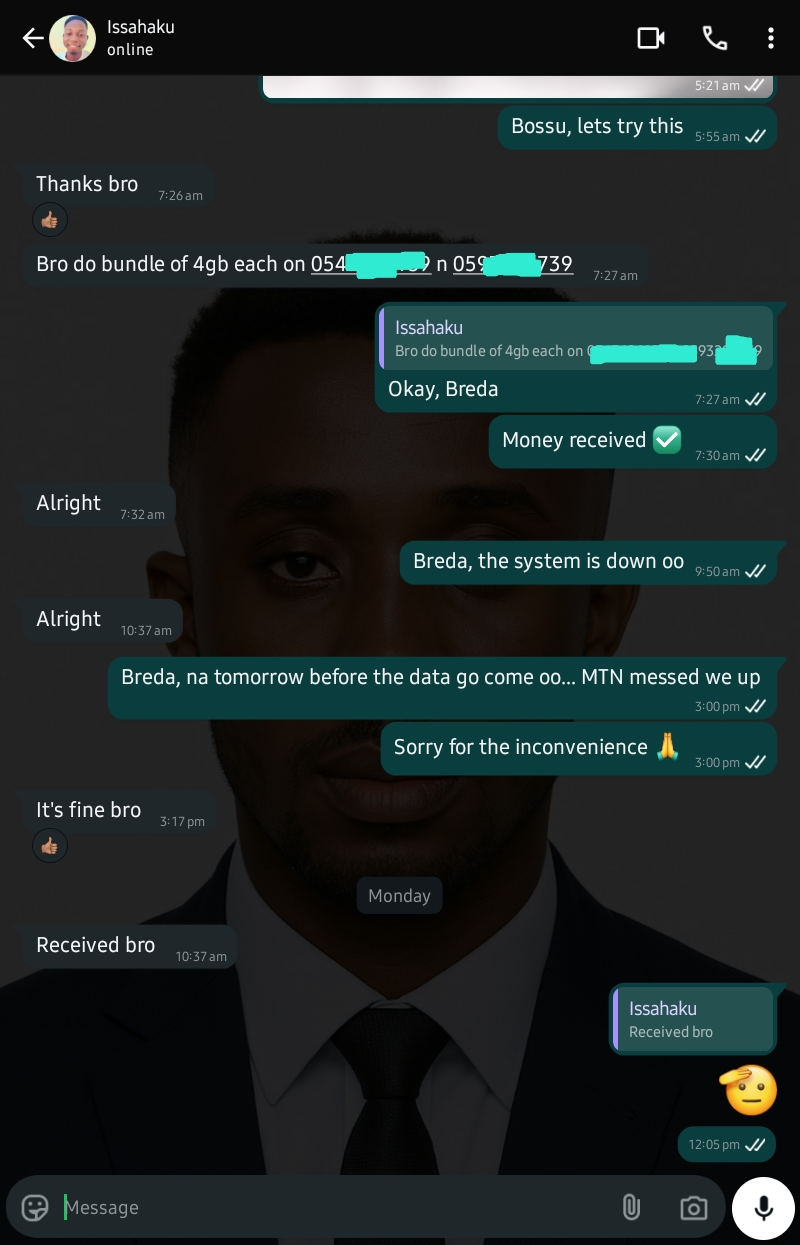 Issahaku
online
5:21 am
Bossu, lets try this 5:55 am
Thanks bro 7:26 am
Bro do bundle of 4gb each on 054 9 n 059 739 7:27 am
Issahaku
Bro do bundle of 4gb each on 93 9
Okay, Breda 7:27 am
Money received ✅ 7:30 am
Alright 7:32 am
Breda, the system is down oo 9:50 am
Alright 10:37 am
Breda, na tomorrow before the data go come oo... MTN messed we up
3:00 pm
Sorry for the inconvenience 🙏 3:00 pm
It's fine bro 3:17 pm
Monday
Received bro 10:37 am
Issahaku
Received bro
12:05 pm
Message